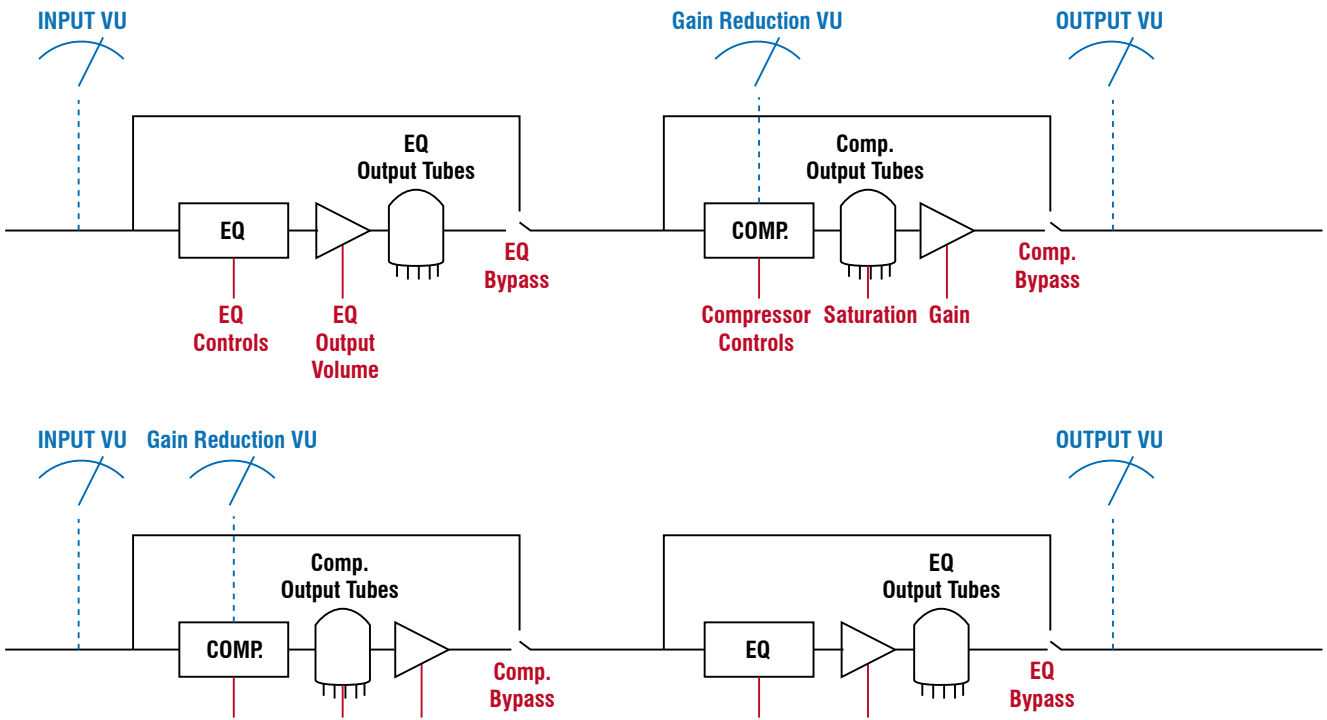 INPUT VU
Gain Reduction VU
OUTPUT VU
EQ
Output Tubes
Comp.
Output Tubes
EQ
COMP.
EQ
Bypass
Comp.
Bypass
EQ
Controls
EQ
Output
Volume
Compressor
Controls
Saturation
Gain
INPUT VU
Gain Reduction VU
OUTPUT VU
Comp.
Output Tubes
EQ
Output Tubes
COMP.
EQ
Comp.
Bypass
EQ
Bypass